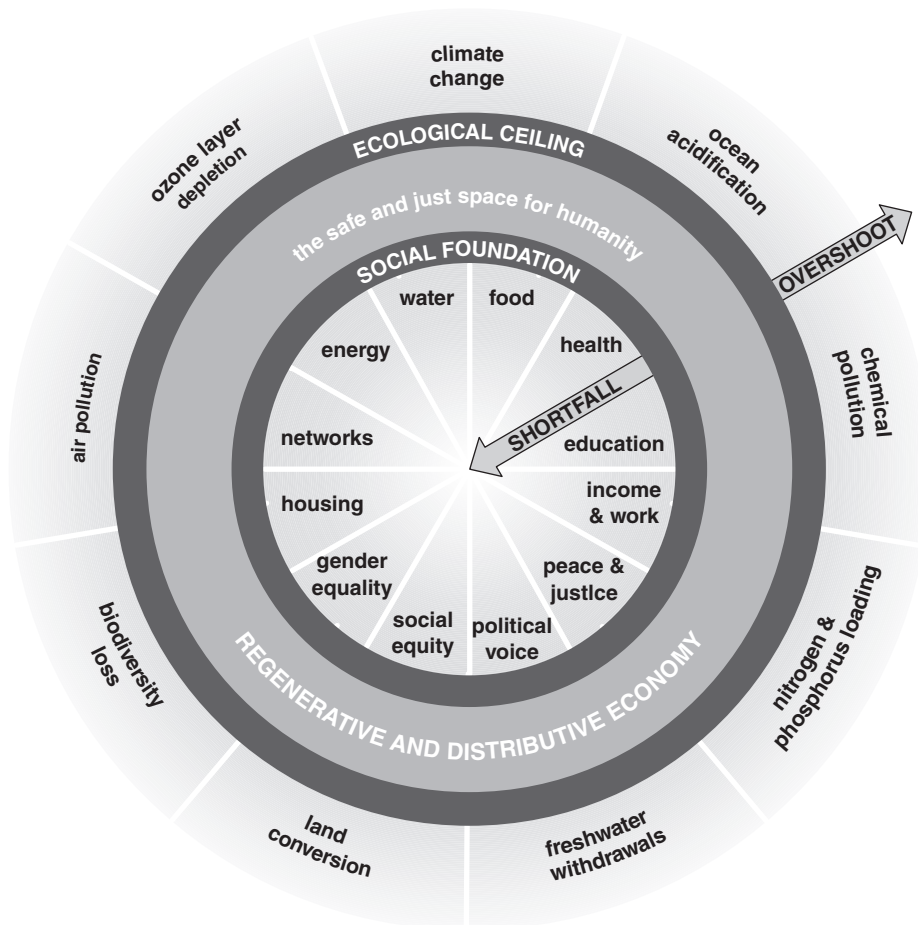 climate
change
ocean
acidification
OVERSHOOT
chemical
pollution
nitrogen &
phosphorus loading
freshwater
withdrawals
land
conversion
biodiversity
loss
air pollution
ozone layer
depletion
ECOLOGICAL CEILING
the safe and just space for humanity
SOCIAL FOUNDATION
water
food
health
SHORTFALL
education
income
& work
peace &
justIce
political
voice
social
equity
gender
equality
housing
networks
energy
REGENERATIVE AND DISTRIBUTIVE ECONOMY